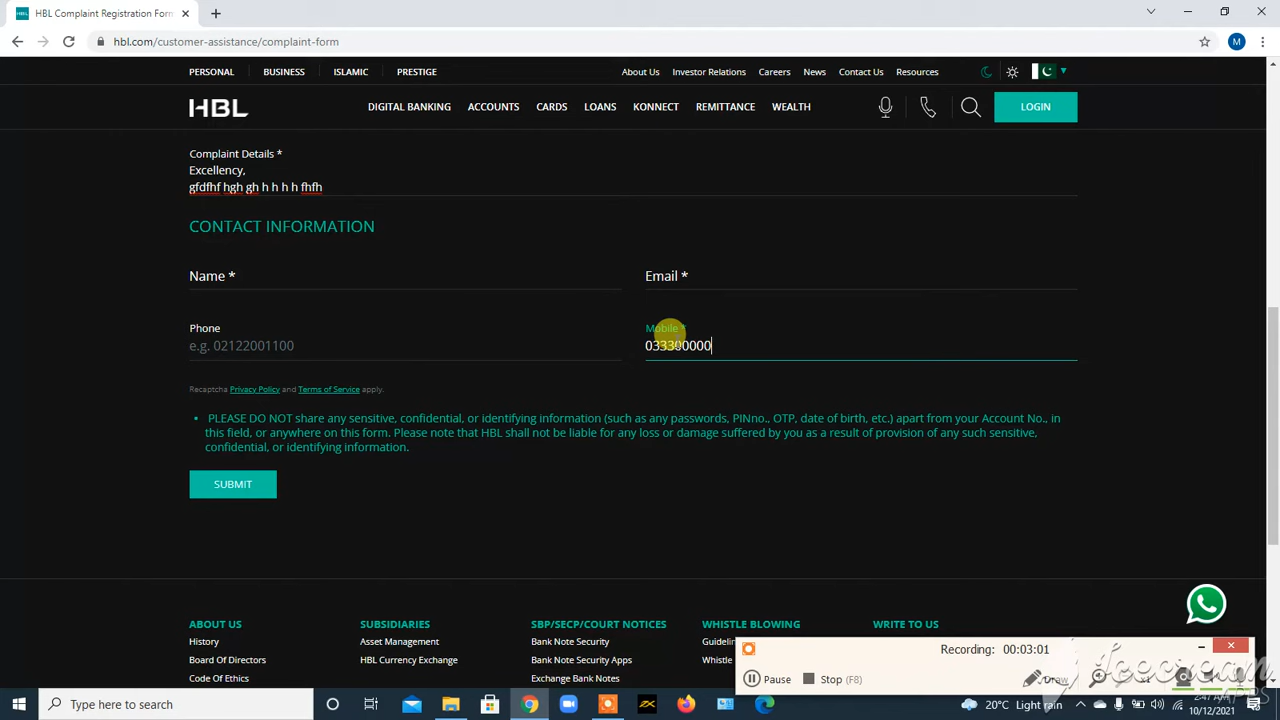 HBL Complaint Registration Form
hbl.com/customer-assistance/complaint-form
M
PERSONAL BUSINESS ISLAMIC PRESTIGE About Us Investor Relations Careers News Contact Us Resources
HBL DIGITAL BANKING ACCOUNTS CARDS LOANS KONNECT REMITTANCE WEALTH LOGIN
Complaint Details *
Excellency,
gfdfhf hgh gh h h h h fhfh
CONTACT INFORMATION
Name * Email *
Phone Mobile *
e.g. 02122001100 033300000
Recaptcha Privacy Policy and Terms of Service apply.
• PLEASE DO NOT share any sensitive, confidential, or identifying information (such as any passwords, PINno., OTP, date of birth, etc.) apart from your Account No., in
this field, or anywhere on this form. Please note that HBL shall not be liable for any loss or damage suffered by you as a result of provision of any such sensitive,
confidential, or identifying information.
SUBMIT
ABOUT US SUBSIDIARIES SBP/SECP/COURT NOTICES WHISTLE BLOWING WRITE TO US
History Asset Management Bank Note Security
Board Of Directors HBL Currency Exchange Bank Note Security Apps Whistle
Code Of Ethics Exchange Bank Notes
Recording: 00:03:01
Pause Stop (F8) Draw
Icecream
APPS
Type here to search 20°C Light rain
10/12/2021